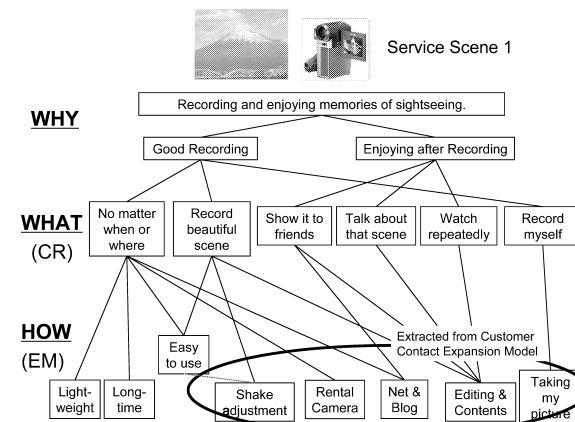 Service Scene 1
WHY
Recording and enjoying memories of sightseeing.
Good Recording
Enjoying after Recording
WHAT
(CR)
No matter
when or
where
Record
beautiful
scene
Show it to
friends
Talk about
that scene
Watch
repeatedly
Record
myself
HOW
(EM)
Easy
to use
Extracted from Customer
Contact Expansion Model
Light-
weight
Long-
time
Shake
adjustment
Rental
Camera
Net &
Blog
Editing &
Contents
Taking
my
picture